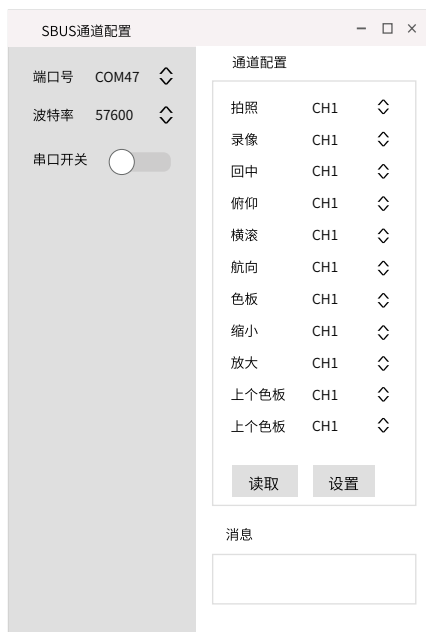 SBUS通道配置
端口号 COM47
波特率 57600
串口开关
通道配置
拍照 CH1
录像 CH1
回中 CH1
俯仰 CH1
横滚 CH1
航向 CH1
色板 CH1
缩小 CH1
放大 CH1
上个色板 CH1
上个色板 CH1
读取 设置
消息